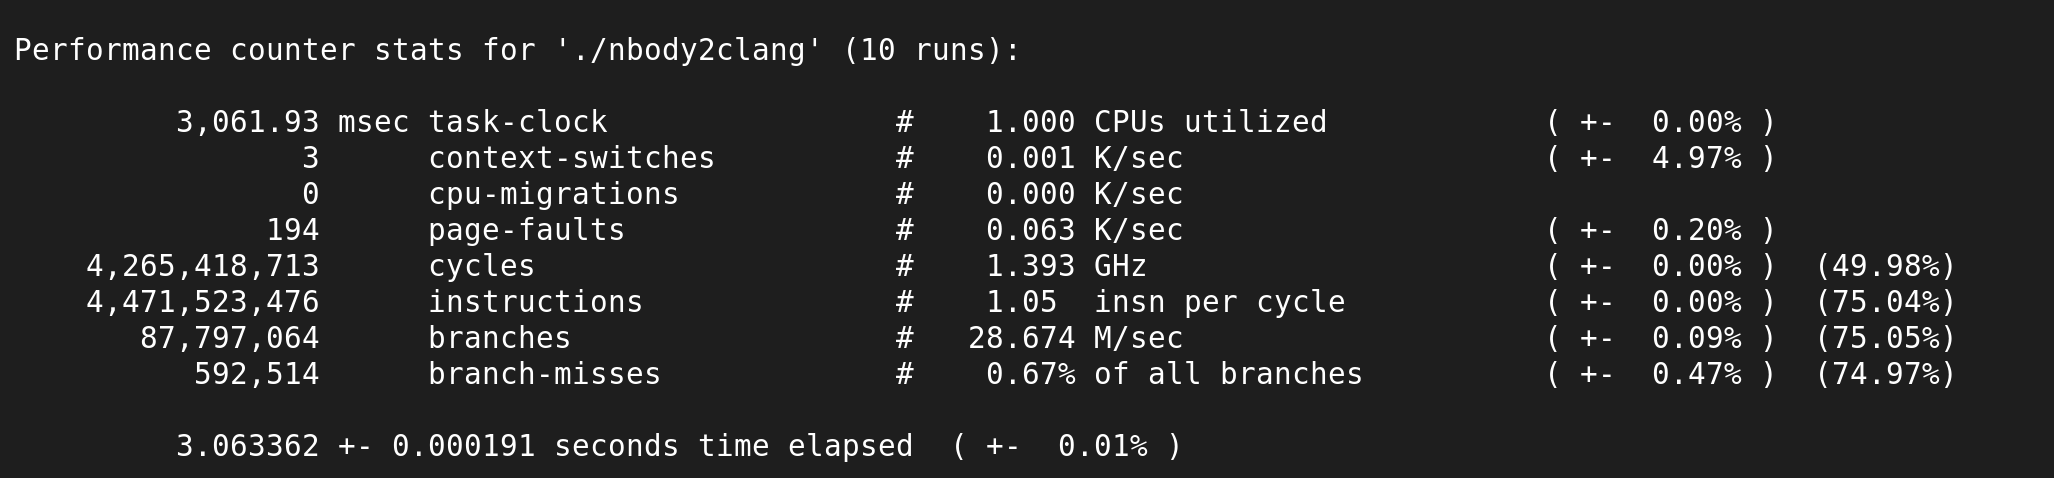 Performance counter stats for './nbody2clang' (10 runs):
3,061.93 msec task-clock # 1.000 CPUs utilized ( +- 0.00% )
3 context-switches # 0.001 K/sec ( +- 4.97% )
0 cpu-migrations # 0.000 K/sec
194 page-faults # 0.063 K/sec ( +- 0.20% )
4,265,418,713 cycles # 1.393 GHz ( +- 0.00% ) (49.98%)
4,471,523,476 instructions # 1.05 insn per cycle ( +- 0.00% ) (75.04%)
87,797,064 branches # 28.674 M/sec ( +- 0.09% ) (75.05%)
592,514 branch-misses # 0.67% of all branches ( +- 0.47% ) (74.97%)
3.063362 +- 0.000191 seconds time elapsed ( +- 0.01% )